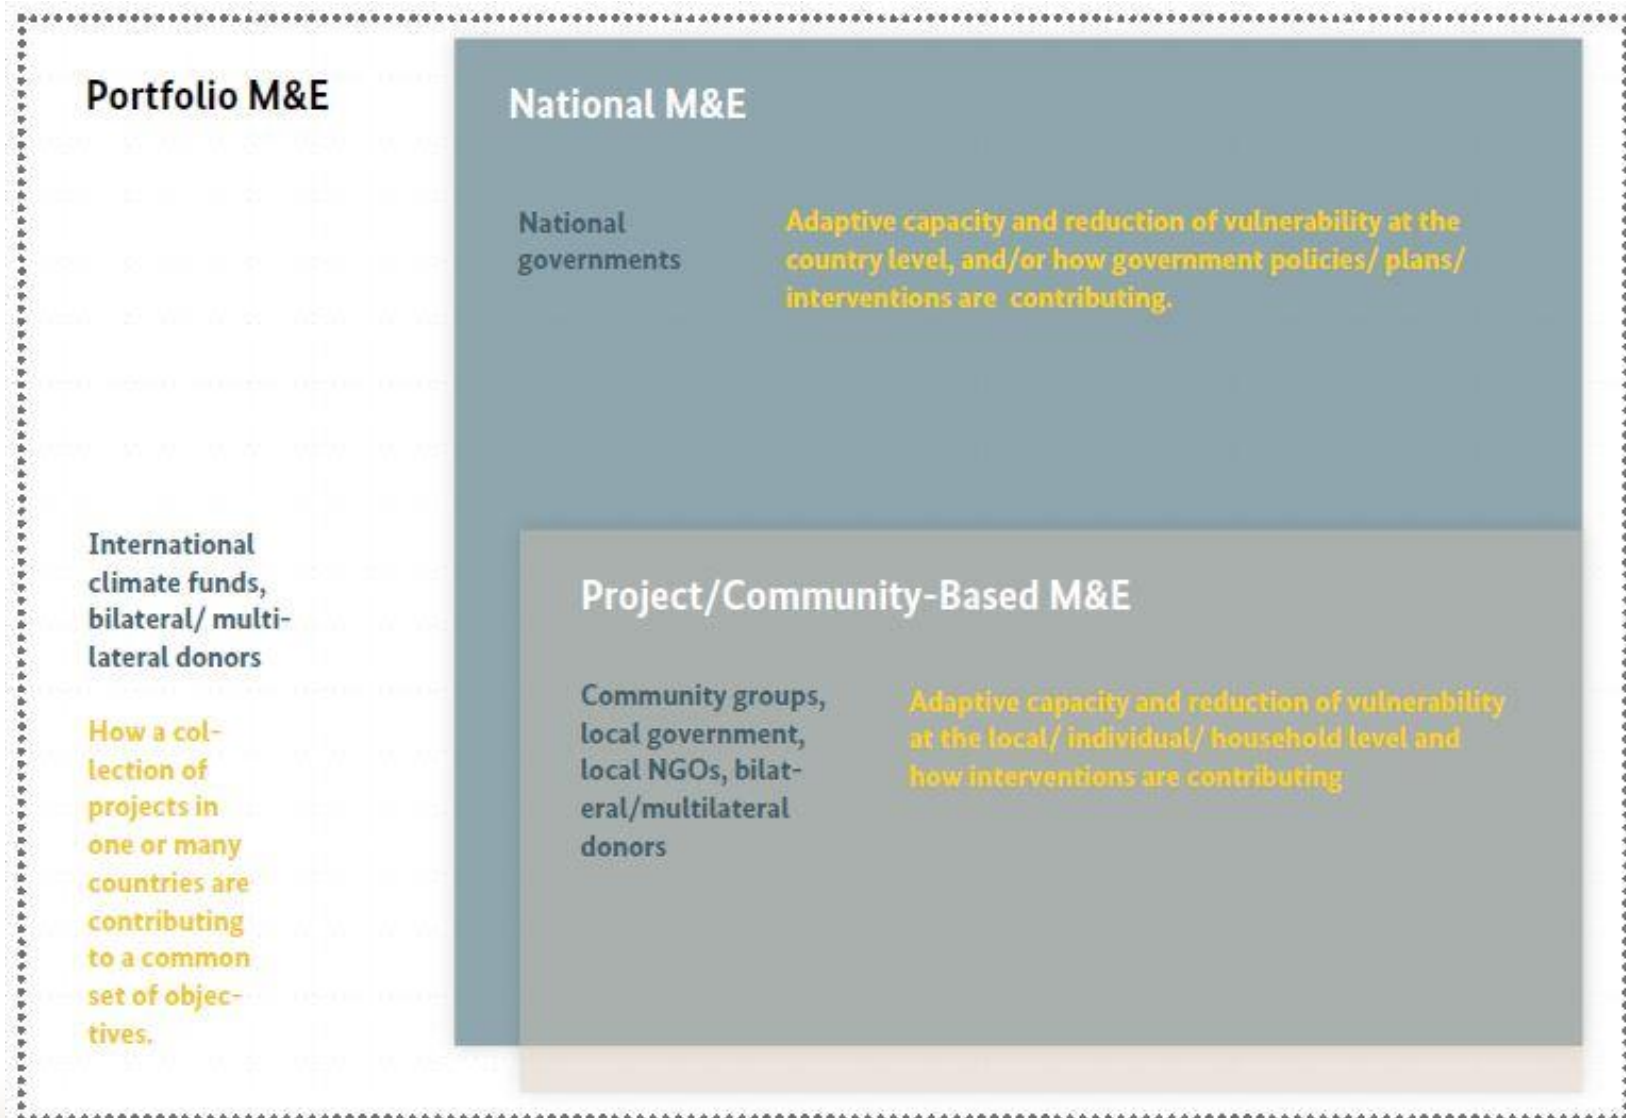 Portfolio M&E
International
climate funds,
bilateral/ multi-
lateral donors
How a col-
lection of
projects in
one or many
countries are
contributing
to a common
set of objec-
tives.
National M&E
National
governments
Adaptive capacity and reduction of vulnerability at the
country level, and/or how government policies/ plans/
interventions are contributing.
Project/Community-Based M&E
Community groups,
local government,
local NGOs, bilat-
eral/multilateral
donors
Adaptive capacity and reduction of vulnerability
at the local/ individual/ household level and
how interventions are contributing